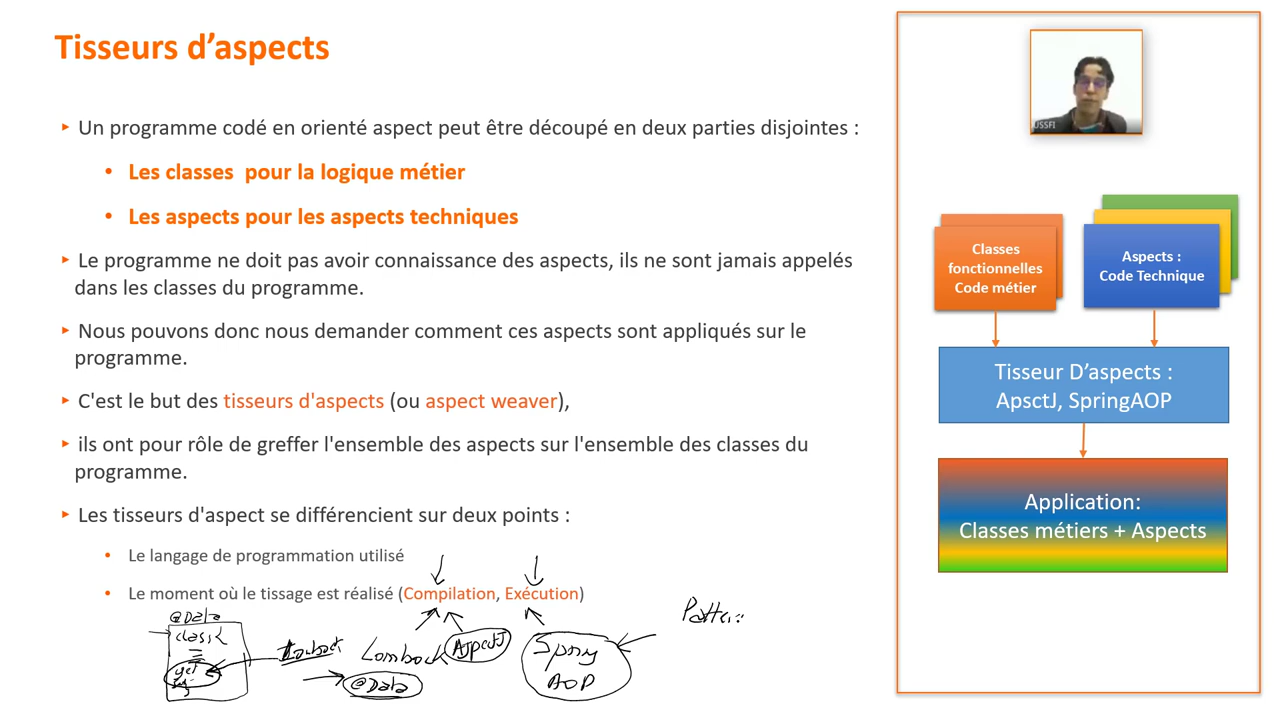 Tisseurs d’aspects
Un programme codé en orienté aspect peut être découpé en deux parties disjointes :
Les classes pour la logique métier
Les aspects pour les aspects techniques
Le programme ne doit pas avoir connaissance des aspects, ils ne sont jamais appelés
dans les classes du programme.
Nous pouvons donc nous demander comment ces aspects sont appliqués sur le
programme.
C'est le but des tisseurs d'aspects (ou aspect weaver),
ils ont pour rôle de greffer l'ensemble des aspects sur l'ensemble des classes du
programme.
Les tisseurs d'aspect se différencient sur deux points :
Le langage de programmation utilisé
Le moment où le tissage est réalisé (Compilation, Exécution)
@Data
class{
get
Lombock
AspectJ
@Data
Spring
AOP
USSFI
Classes
fonctionnelles
Code métier
Aspects :
Code Technique
Tisseur D’aspects :
ApsctJ, SpringAOP
Application:
Classes métiers + Aspects